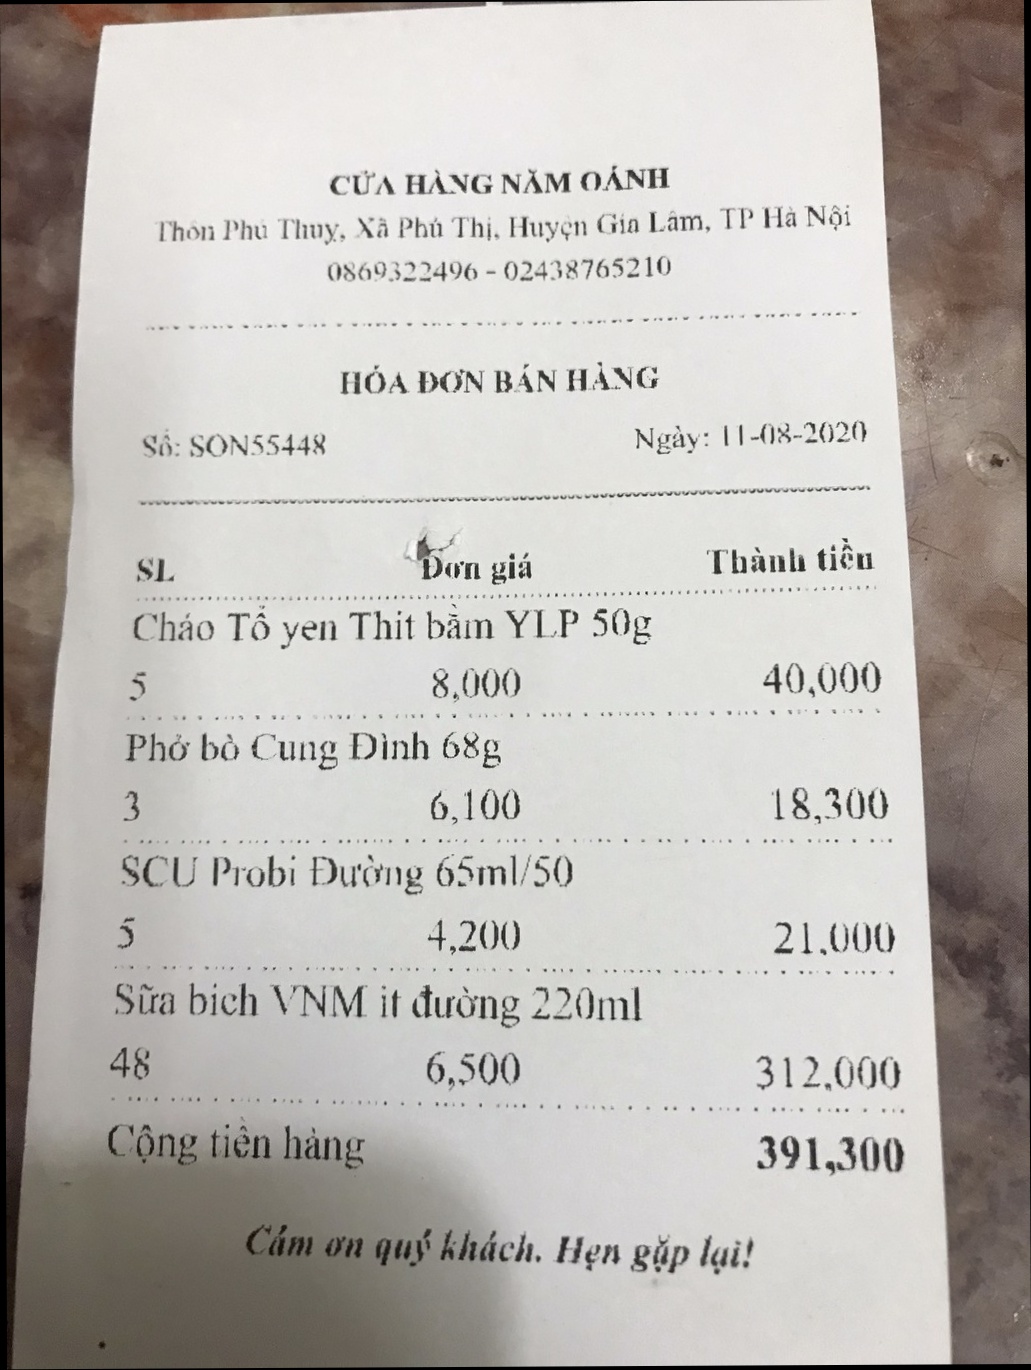 CỬA HÀNG NĂM OÁNH
Thôn Phú Thuỵ, Xã Phú Thị, Huyện Gia Lâm, TP Hà Nội
0869322496 - 02438765210
HÓA ĐƠN BÁN HÀNG
Số: SON55448 Ngày: 11-08-2020
SL Đơn giá Thành tiền
Cháo Tổ yen Thit bằm YLP 50g
5 8,000 40,000
Phở bò Cung Đình 68g
3 6,100 18,300
SCU Probi Đường 65ml/50
5 4,200 21,000
Sữa bich VNM it đường 220ml
48 6,500 312,000
Cộng tiền hàng 391,300
Cám ơn quý khách. Hẹn gặp lại!